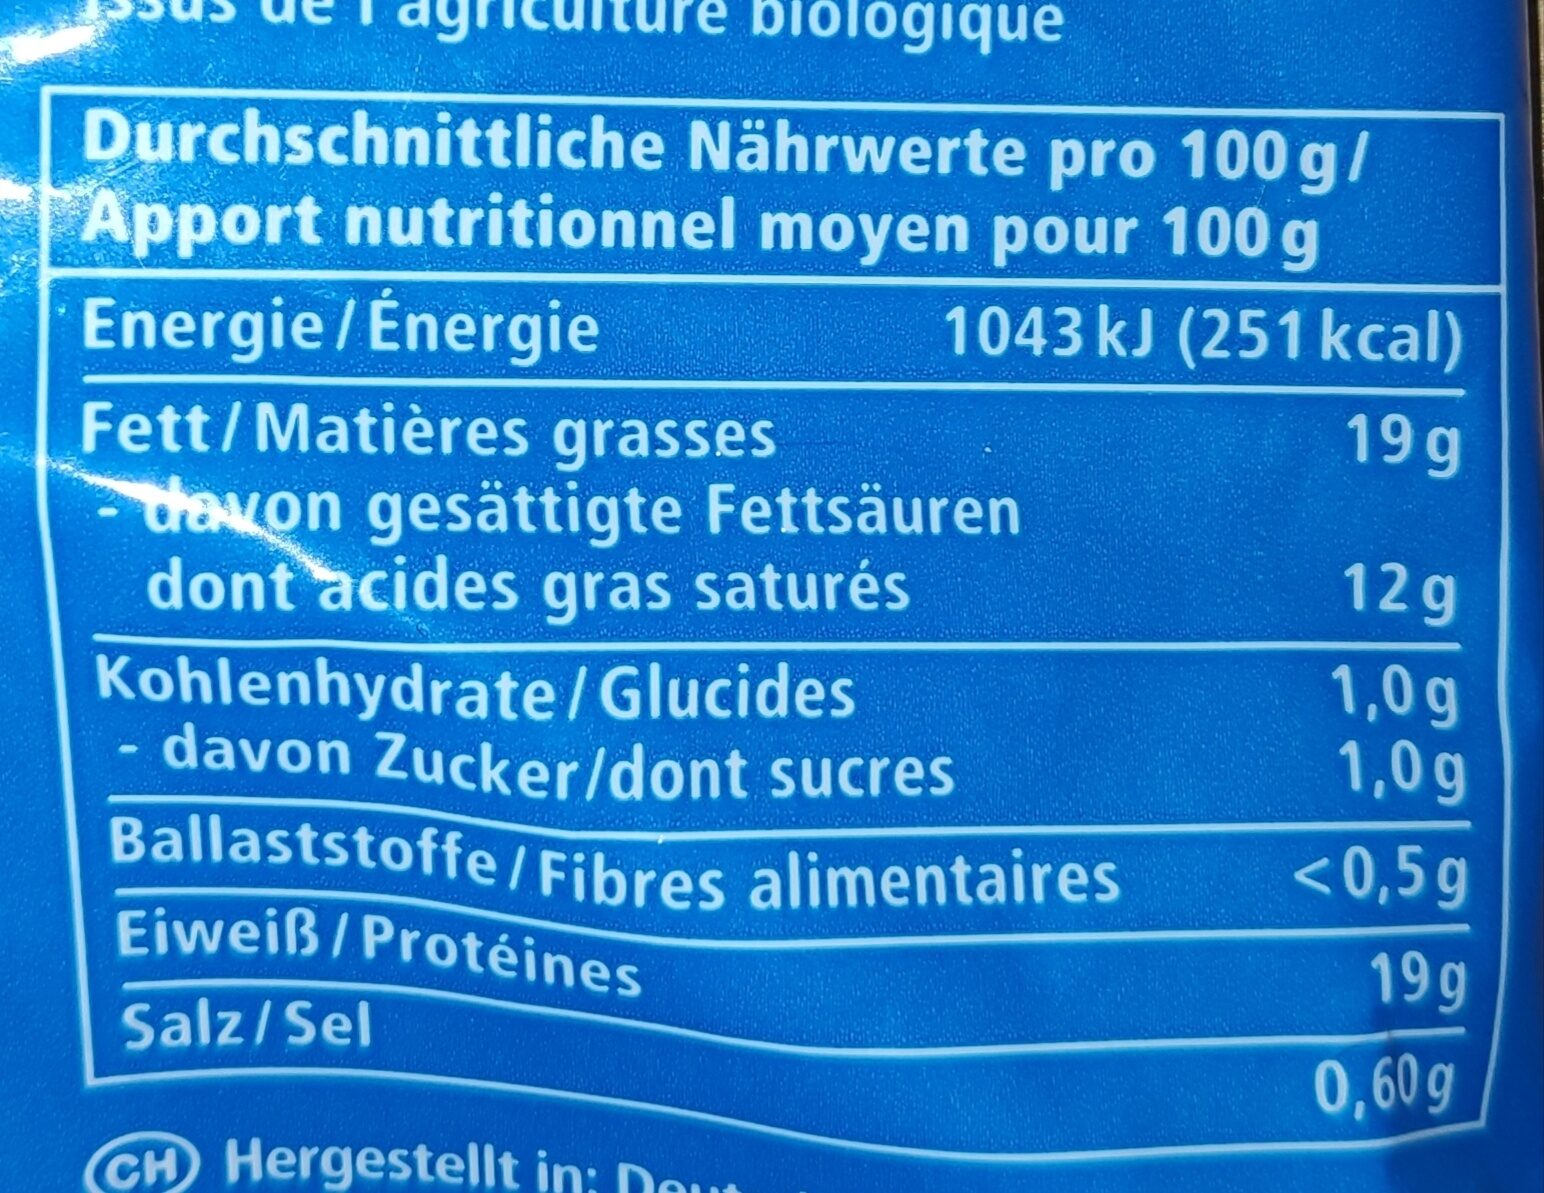 issus de l'agriculture biologique
Durchschnittliche Nährwerte pro 100 g/
Apport nutritionnel moyen pour 100 g
Energie/Énergie 1043 kJ (251 kcal)
Fett/Matières grasses 19 g
- davon gesättigte Fettsäuren
dont acides gras saturés 12 g
Kohlenhydrate/Glucides 1,0 g
- davon Zucker/dont sucres 1,0 g
Ballaststoffe/Fibres alimentaires <0,5 g
Eiweiß/Protéines 19 g
Salz/Sel 0,60 g
CH Hergestellt in: